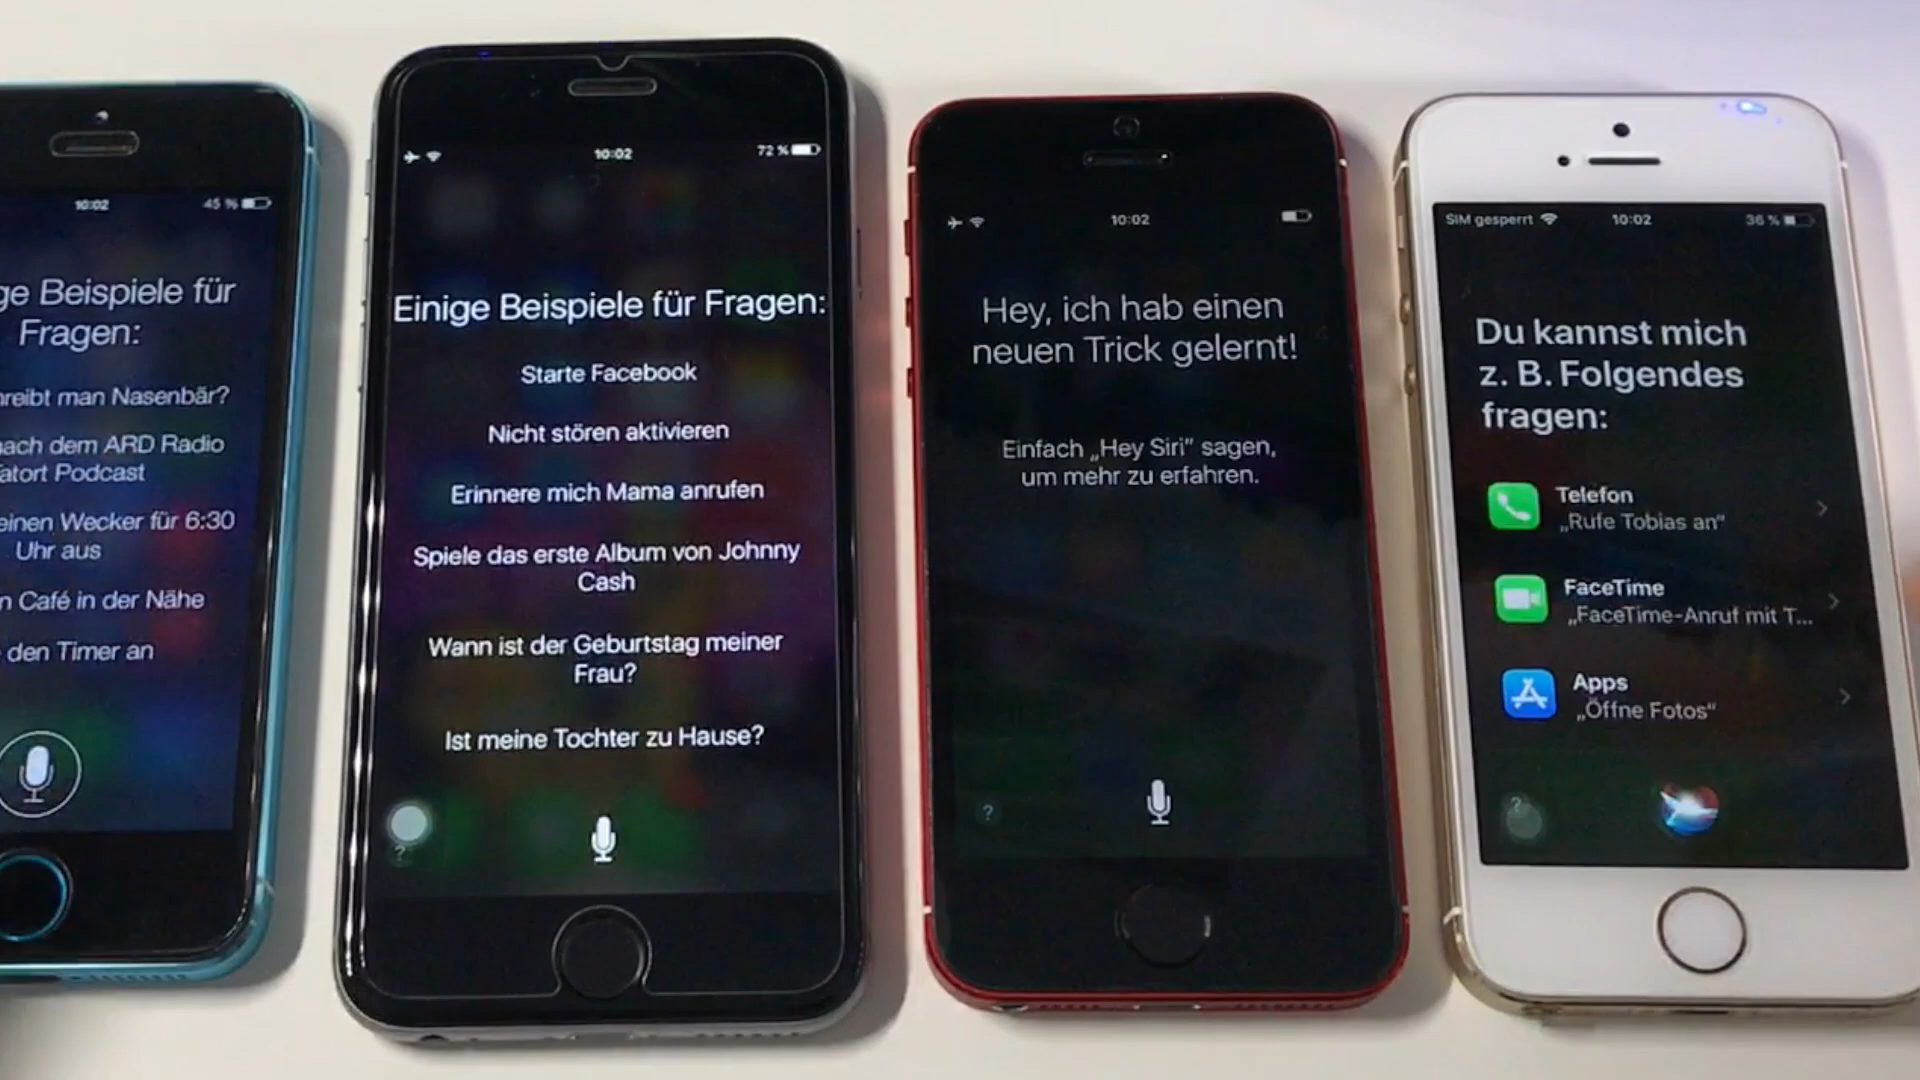 10:02
45 %
ge Beispiele für
Fragen:
reibt man Nasenbär?
nach dem ARD Radio
atort Podcast
einen Wecker für 6:30
Uhr aus
n Café in der Nähe
den Timer an
10:02
72 %
Einige Beispiele für Fragen:
Starte Facebook
Nicht stören aktivieren
Erinnere mich Mama anrufen
Spiele das erste Album von Johnny
Cash
Wann ist der Geburtstag meiner
Frau?
Ist meine Tochter zu Hause?
?
10:02
Hey, ich hab einen
neuen Trick gelernt!
Einfach „Hey Siri" sagen,
um mehr zu erfahren.
?
SIM gesperrt
10:02
36 %
Du kannst mich
z. B. Folgendes
fragen:
Telefon
„Rufe Tobias an"
FaceTime
„FaceTime-Anruf mit T...
Apps
„Öffne Fotos"
?